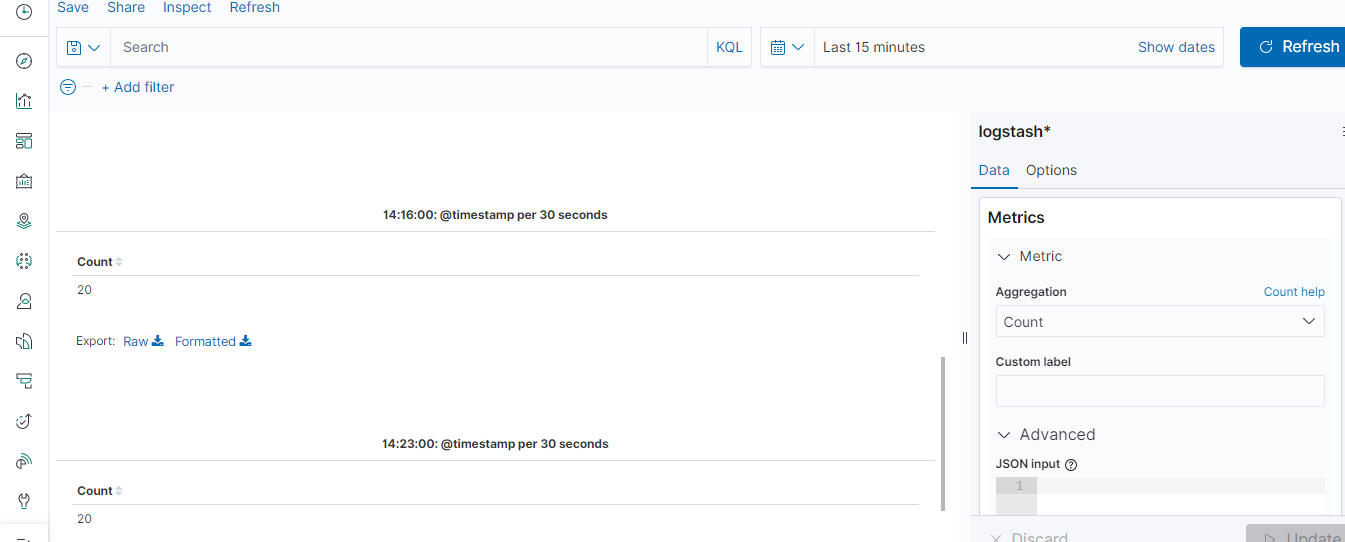 Save Share Inspect Refresh
Search KQL Last 15 minutes Show dates Refresh
+ Add filter
logstash*
Data Options
14:16:00: @timestamp per 30 seconds
Count
20
Export: Raw Formatted
14:23:00: @timestamp per 30 seconds
Count
20
Metrics
Metric
Aggregation Count help
Count
Custom label
Advanced
JSON input
1
Discard Update